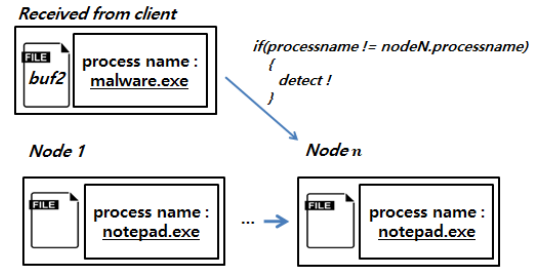 Received from client
FILE
buf2
process name :
malware.exe
if(processname != nodeN.processname)
{
detect !
}
Node 1
FILE
process name :
notepad.exe
...
Node n
FILE
process name :
notepad.exe